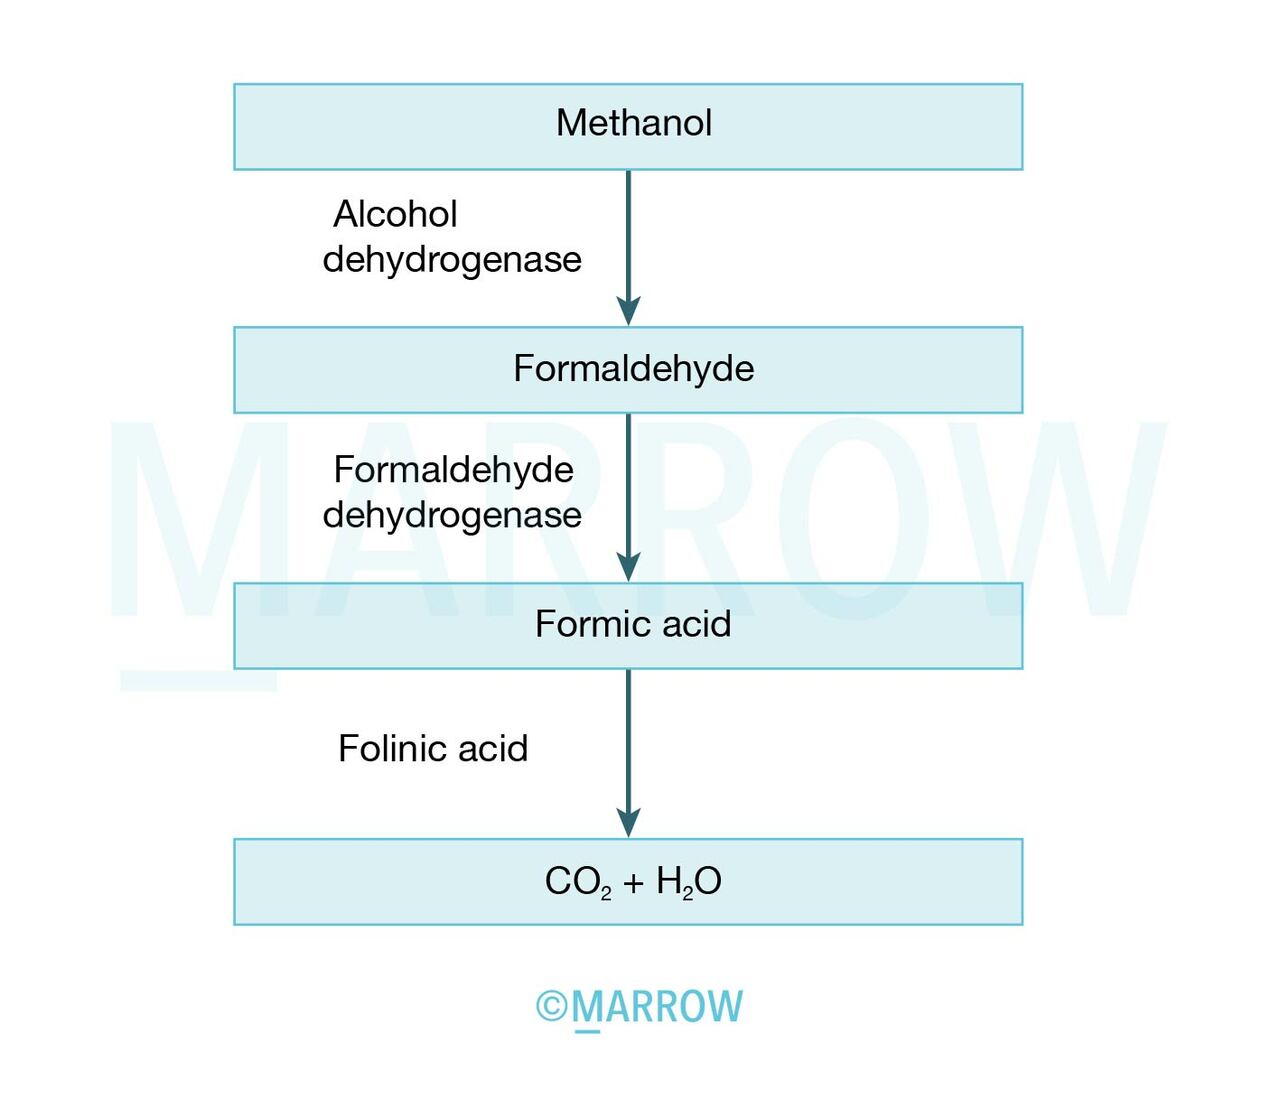 Methanol
Alcohol
dehydrogenase
Formaldehyde
Formaldehyde
dehydrogenase
MARROW
Formic acid
Folinic acid
CO₂ + H₂O
©MARROW